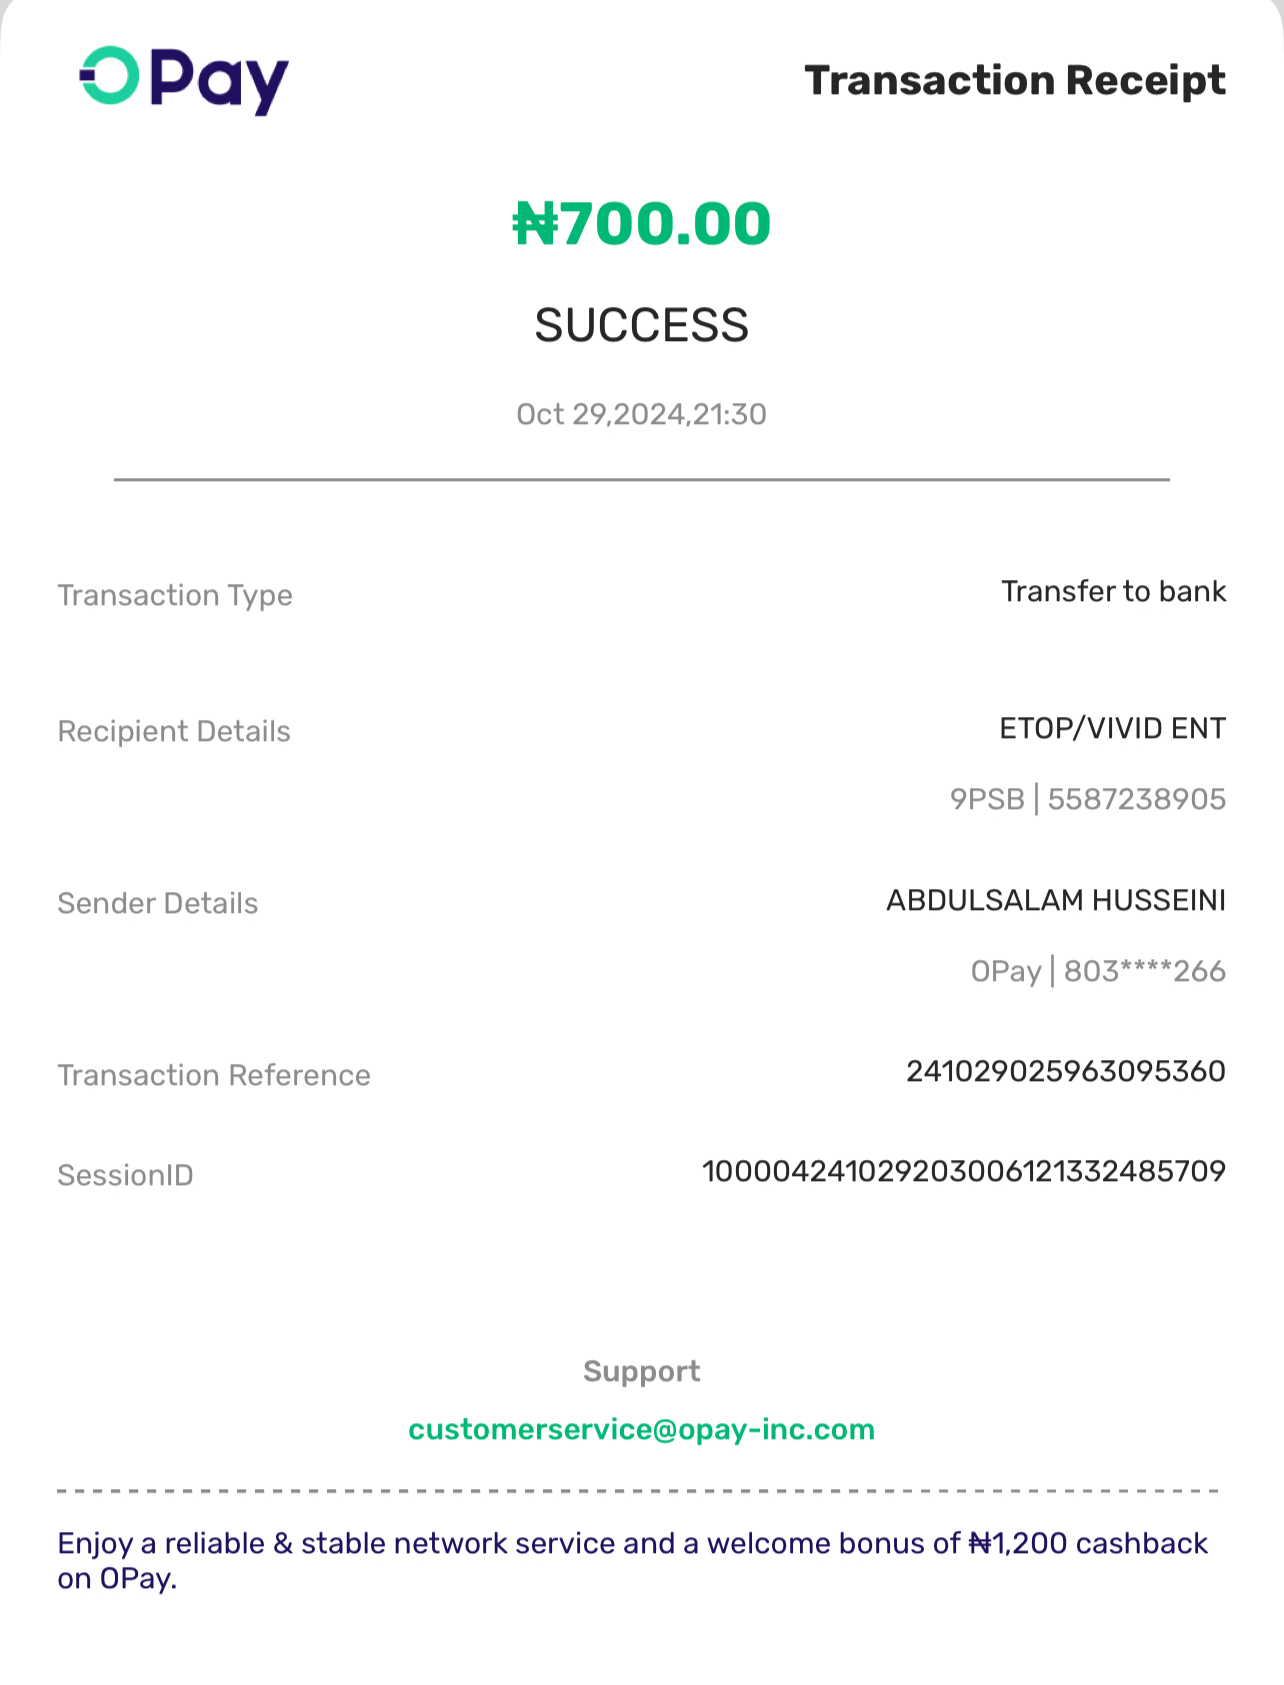 OPay
Transaction Receipt
₦700.00
SUCCESS
Oct 29,2024,21:30
Transaction Type
Transfer to bank
Recipient Details
ETOP/VIVID ENT
9PSB | 5587238905
Sender Details
ABDULSALAM HUSSEINI
OPay | 803****266
Transaction Reference
241029025963095360
SessionID
100004241029203006121332485709
Support
customerservice@opay-inc.com
Enjoy a reliable & stable network service and a welcome bonus of ₦1,200 cashback
on OPay.